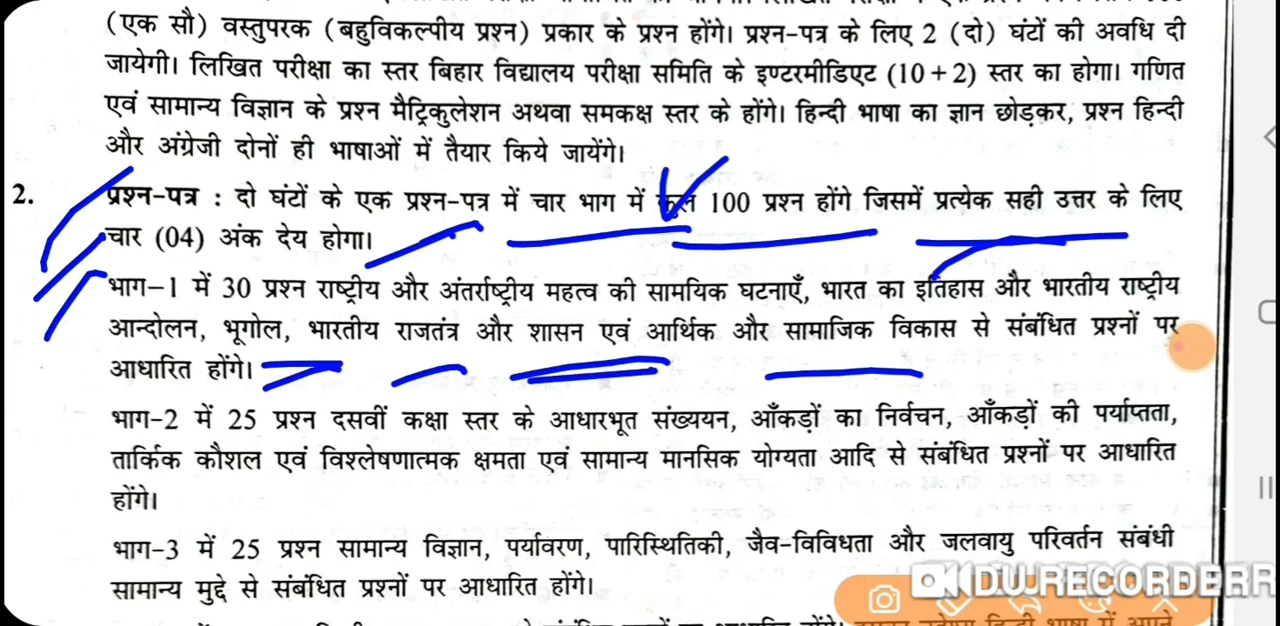 (एक सौ) वस्तुपरक (बहुविकल्पीय प्रश्न) प्रकार के प्रश्न होंगे। प्रश्न-पत्र के लिए 2 (दो) घंटों की अवधि दी
जायेगी। लिखित परीक्षा का स्तर बिहार विद्यालय परीक्षा समिति के इण्टरमीडिएट (10+2) स्तर का होगा। गणित
एवं सामान्य विज्ञान के प्रश्न मैट्रिकुलेशन अथवा समकक्ष स्तर के होंगे। हिन्दी भाषा का ज्ञान छोड़कर, प्रश्न हिन्दी
और अंग्रेजी दोनों ही भाषाओं में तैयार किये जायेंगे।
2. प्रश्न-पत्र : दो घंटों के एक प्रश्न-पत्र में चार भाग में कुल 100 प्रश्न होंगे जिसमें प्रत्येक सही उत्तर के लिए
चार (04) अंक देय होगा।
भाग-1 में 30 प्रश्न राष्ट्रीय और अंतर्राष्ट्रीय महत्व की सामयिक घटनाएँ, भारत का इतिहास और भारतीय राष्ट्रीय
आन्दोलन, भूगोल, भारतीय राजतंत्र और शासन एवं आर्थिक और सामाजिक विकास से संबंधित प्रश्नों पर
आधारित होंगे।
भाग-2 में 25 प्रश्न दसवीं कक्षा स्तर के आधारभूत संख्ययन, आँकड़ों का निर्वचन, आँकड़ों की पर्याप्तता,
तार्किक कौशल एवं विश्लेषणात्मक क्षमता एवं सामान्य मानसिक योग्यता आदि से संबंधित प्रश्नों पर आधारित
होंगे।
भाग-3 में 25 प्रश्न सामान्य विज्ञान, पर्यावरण, पारिस्थितिकी, जैव-विविधता और जलवायु परिवर्तन संबंधी
सामान्य मुद्दे से संबंधित प्रश्नों पर आधारित होंगे।
DU RECORDER